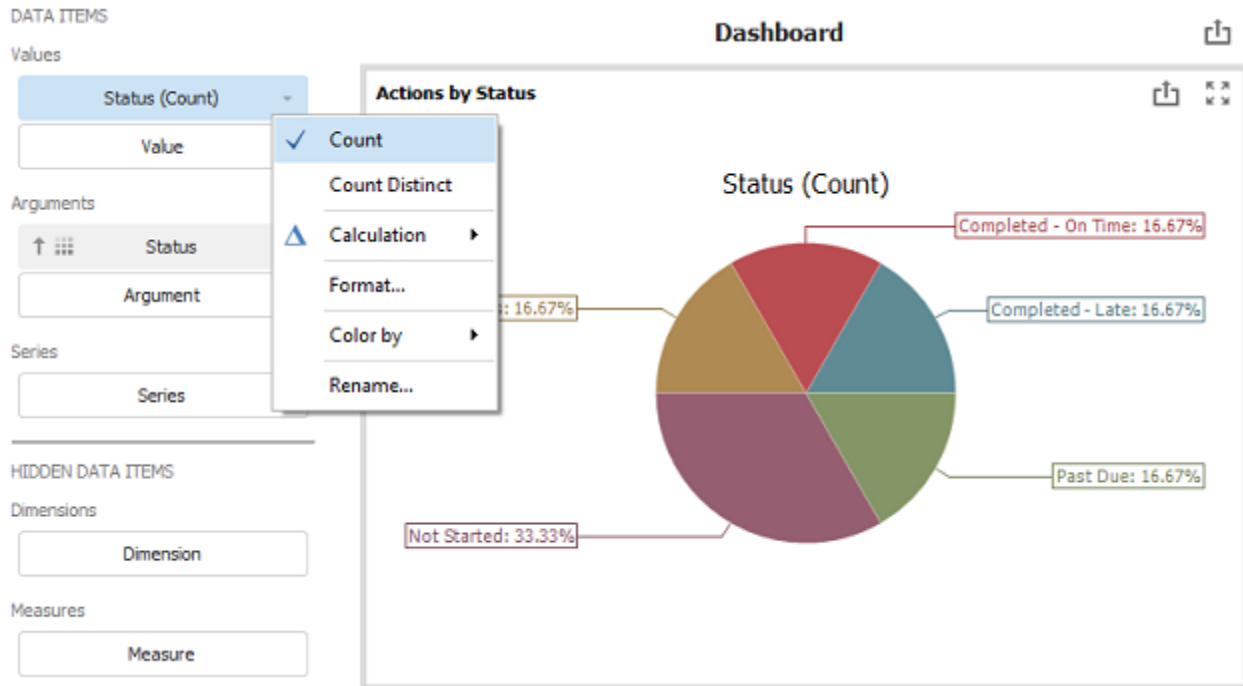 DATA ITEMS
Values
Status (Count)
Value
Arguments
Status
Argument
Series
Series
HIDDEN DATA ITEMS
Dimensions
Dimension
Measures
Measure
Count
Count Distinct
Calculation
Format...
Color by
Rename...
Dashboard
Actions by Status
Status (Count)
Completed - On Time: 16.67%
Completed - Late: 16.67%
: 16.67%
Past Due: 16.67%
Not Started: 33.33%